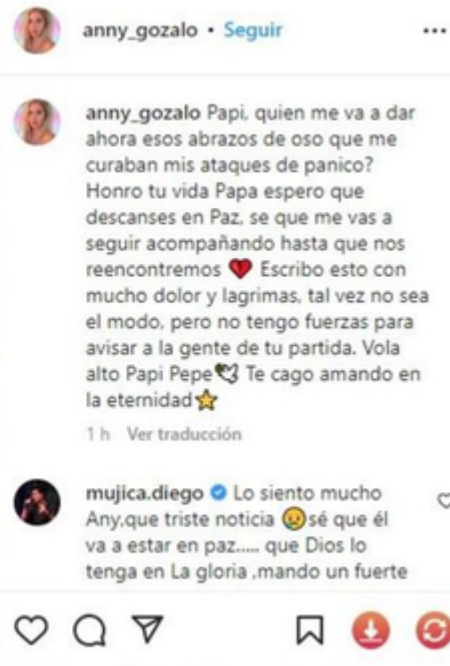 anny_gozalo • Seguir
anny_gozalo Papi, quien me va a dar
ahora esos abrazos de oso que me
curaban mis ataques de panico?
Honro tu vida Papa espero que
descanses en Paz, se que me vas a
seguir acompañando hasta que nos
reencontremos 💔 Escribo esto con
mucho dolor y lagrimas, tal vez no sea
el modo, pero no tengo fuerzas para
avisar a la gente de tu partida. Vola
alto Papi Pepe🕊 Te cago amando en
la eternidad⭐
1 h Ver traducción
mujica.diego Lo siento mucho
Any,que triste noticia 😢sé que él
va a estar en paz..... que Dios lo
tenga en La gloria ,mando un fuerte